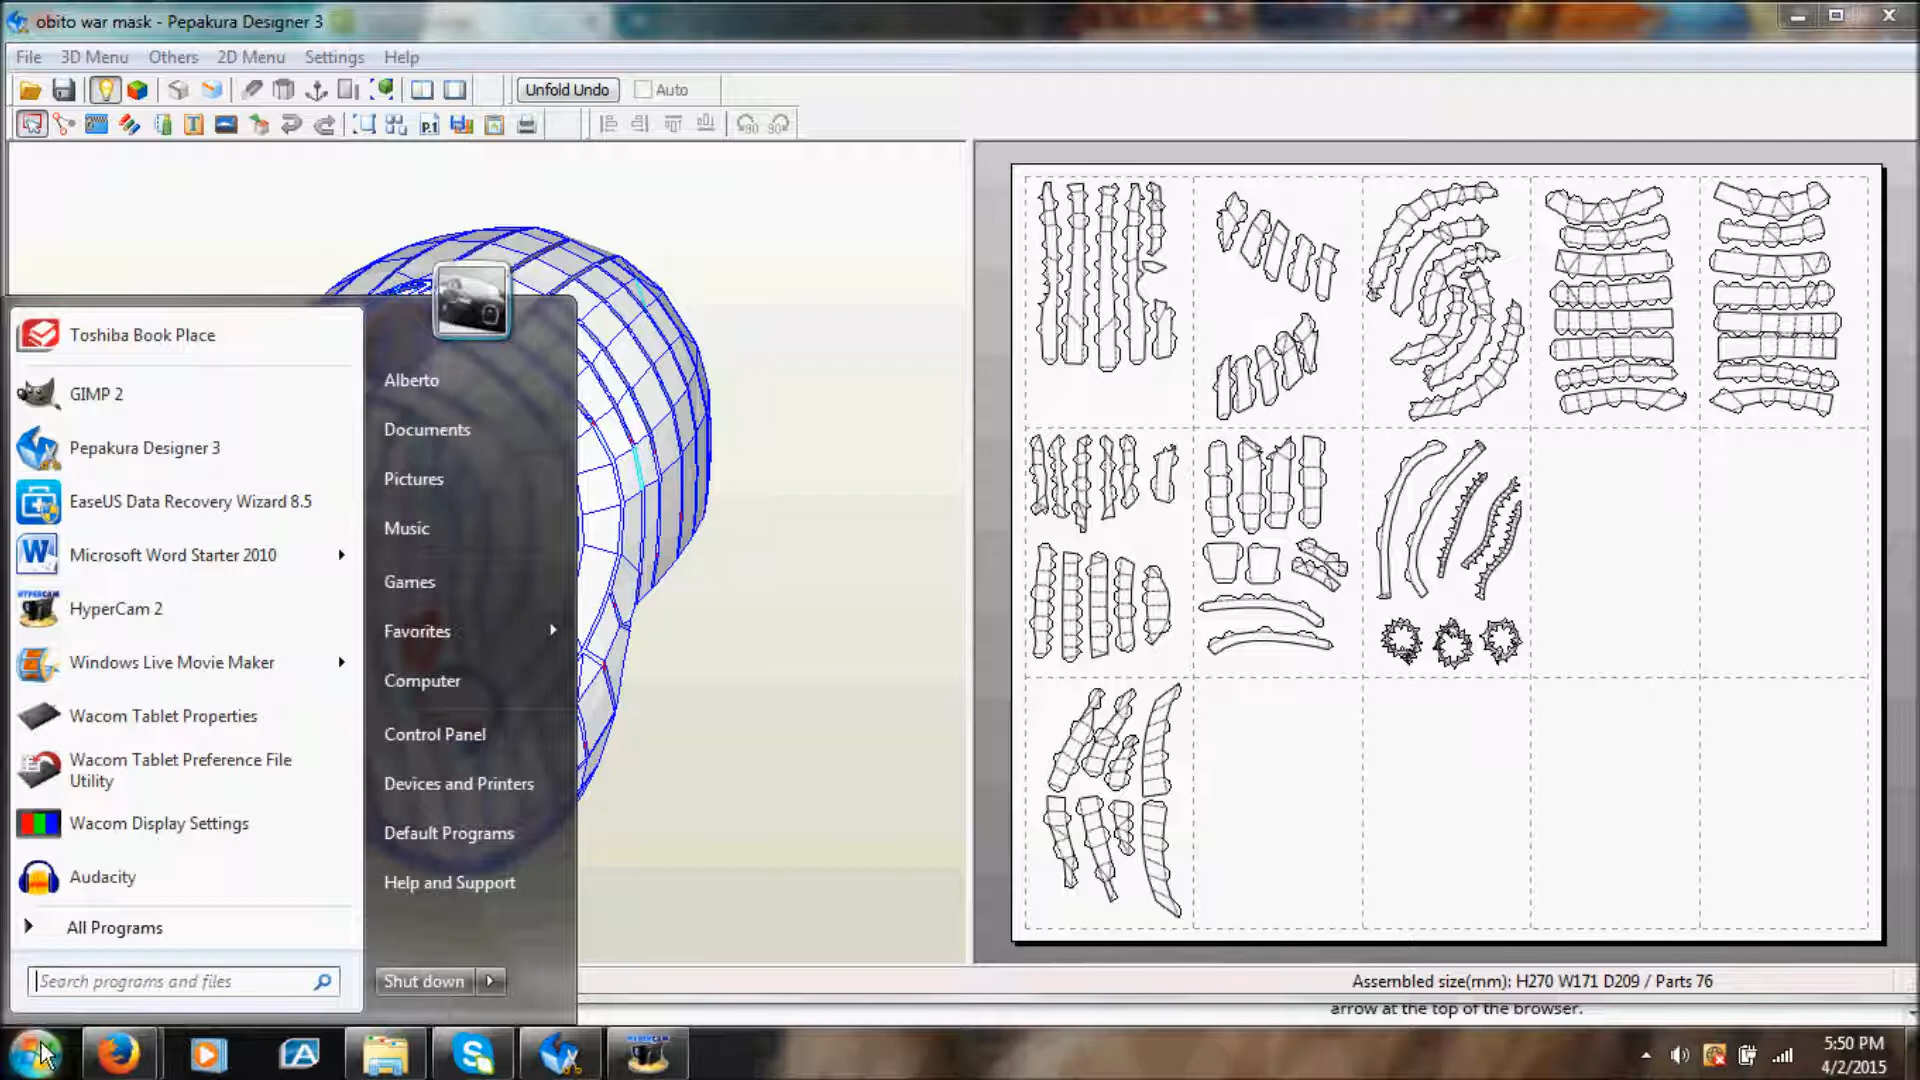 obito war mask - Pepakura Designer 3
File 3D Menu Others 2D Menu Settings Help
Unfold Undo Auto
P.1
90 90
Toshiba Book Place
GIMP 2
Pepakura Designer 3
EaseUS Data Recovery Wizard 8.5
Microsoft Word Starter 2010
HYPERCAM
HyperCam 2
Windows Live Movie Maker
Wacom Tablet Properties
Wacom Tablet Preference File
Utility
Wacom Display Settings
Audacity
All Programs
Search programs and files
Alberto
Documents
Pictures
Music
Games
Favorites
Computer
Control Panel
Devices and Printers
Default Programs
Help and Support
Shut down
Assembled size(mm): H270 W171 D209 / Parts 76
arrow at the top of the browser.
HYPERCAM
5:50 PM
4/2/2015